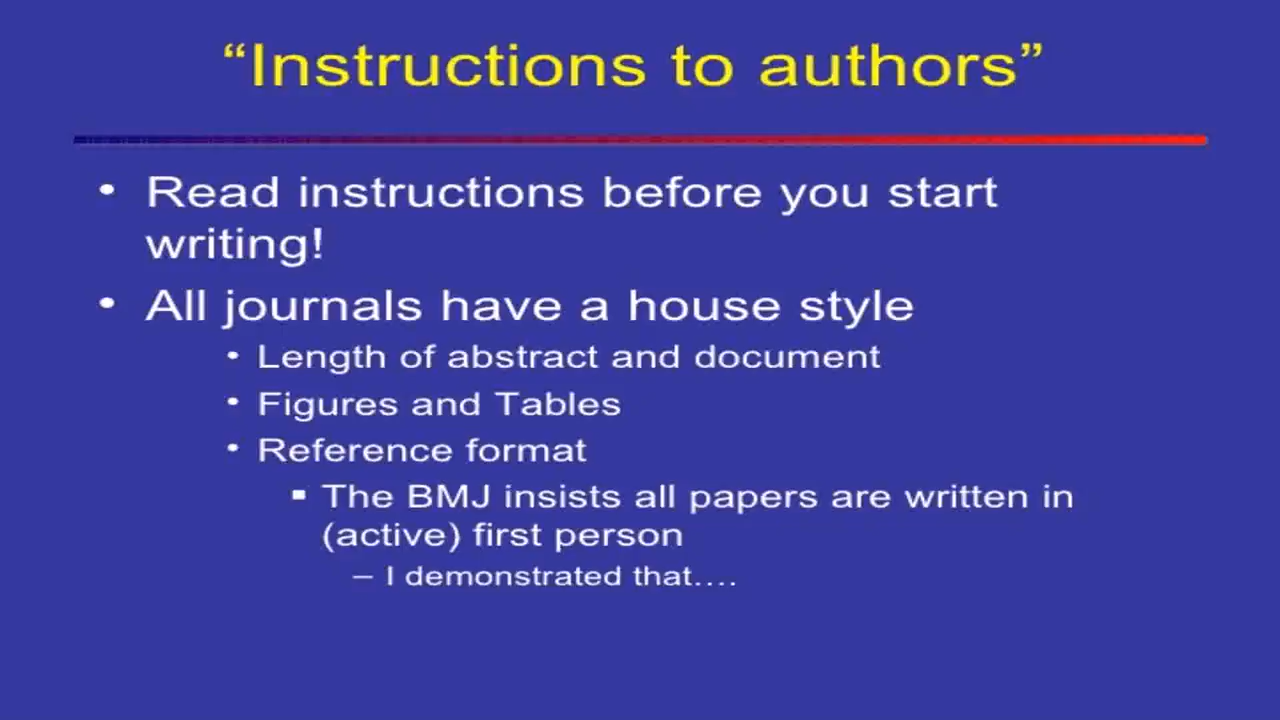 “Instructions to authors”
• Read instructions before you start
writing!
• All journals have a house style
• Length of abstract and document
• Figures and Tables
• Reference format
▪ The BMJ insists all papers are written in
(active) first person
– I demonstrated that….